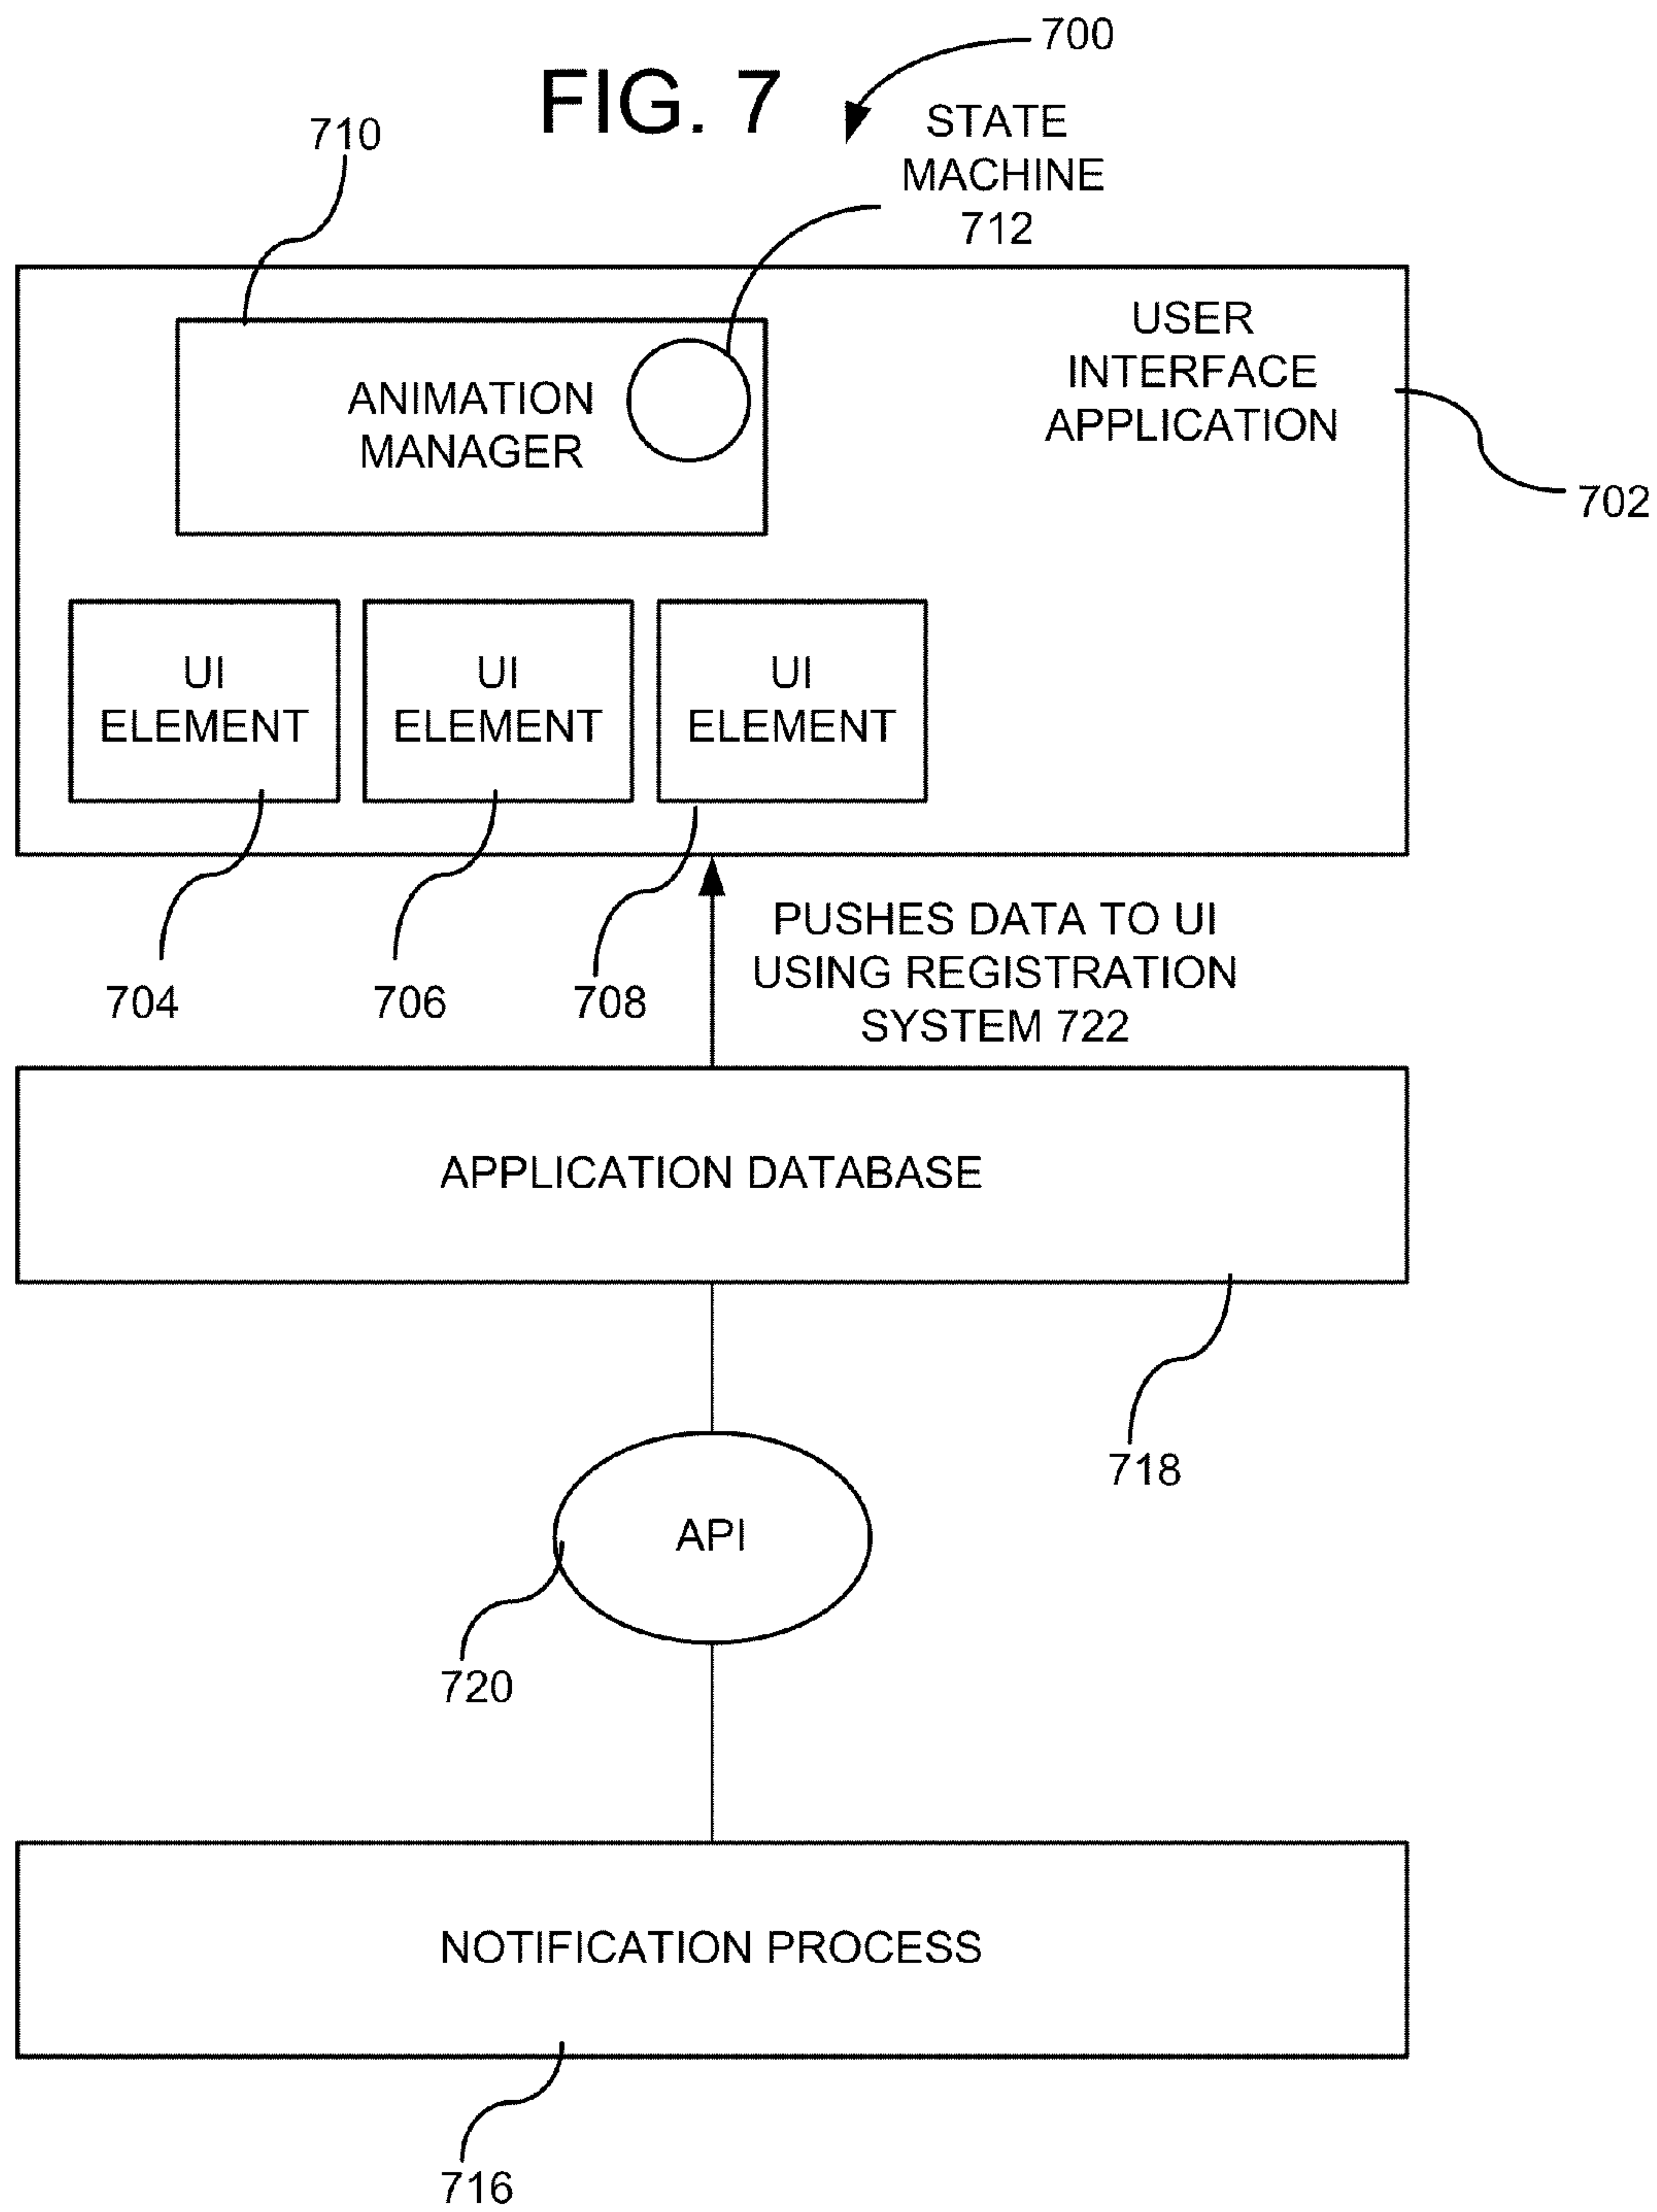 700
FIG. 7
710
STATE
MACHINE
712
USER
INTERFACE
APPLICATION
ANIMATION
MANAGER
702
UI
ELEMENT
UI
ELEMENT
UI
ELEMENT
704
706
708
PUSHES DATA TO UI
USING REGISTRATION
SYSTEM 722
APPLICATION DATABASE
718
API
720
NOTIFICATION PROCESS
716